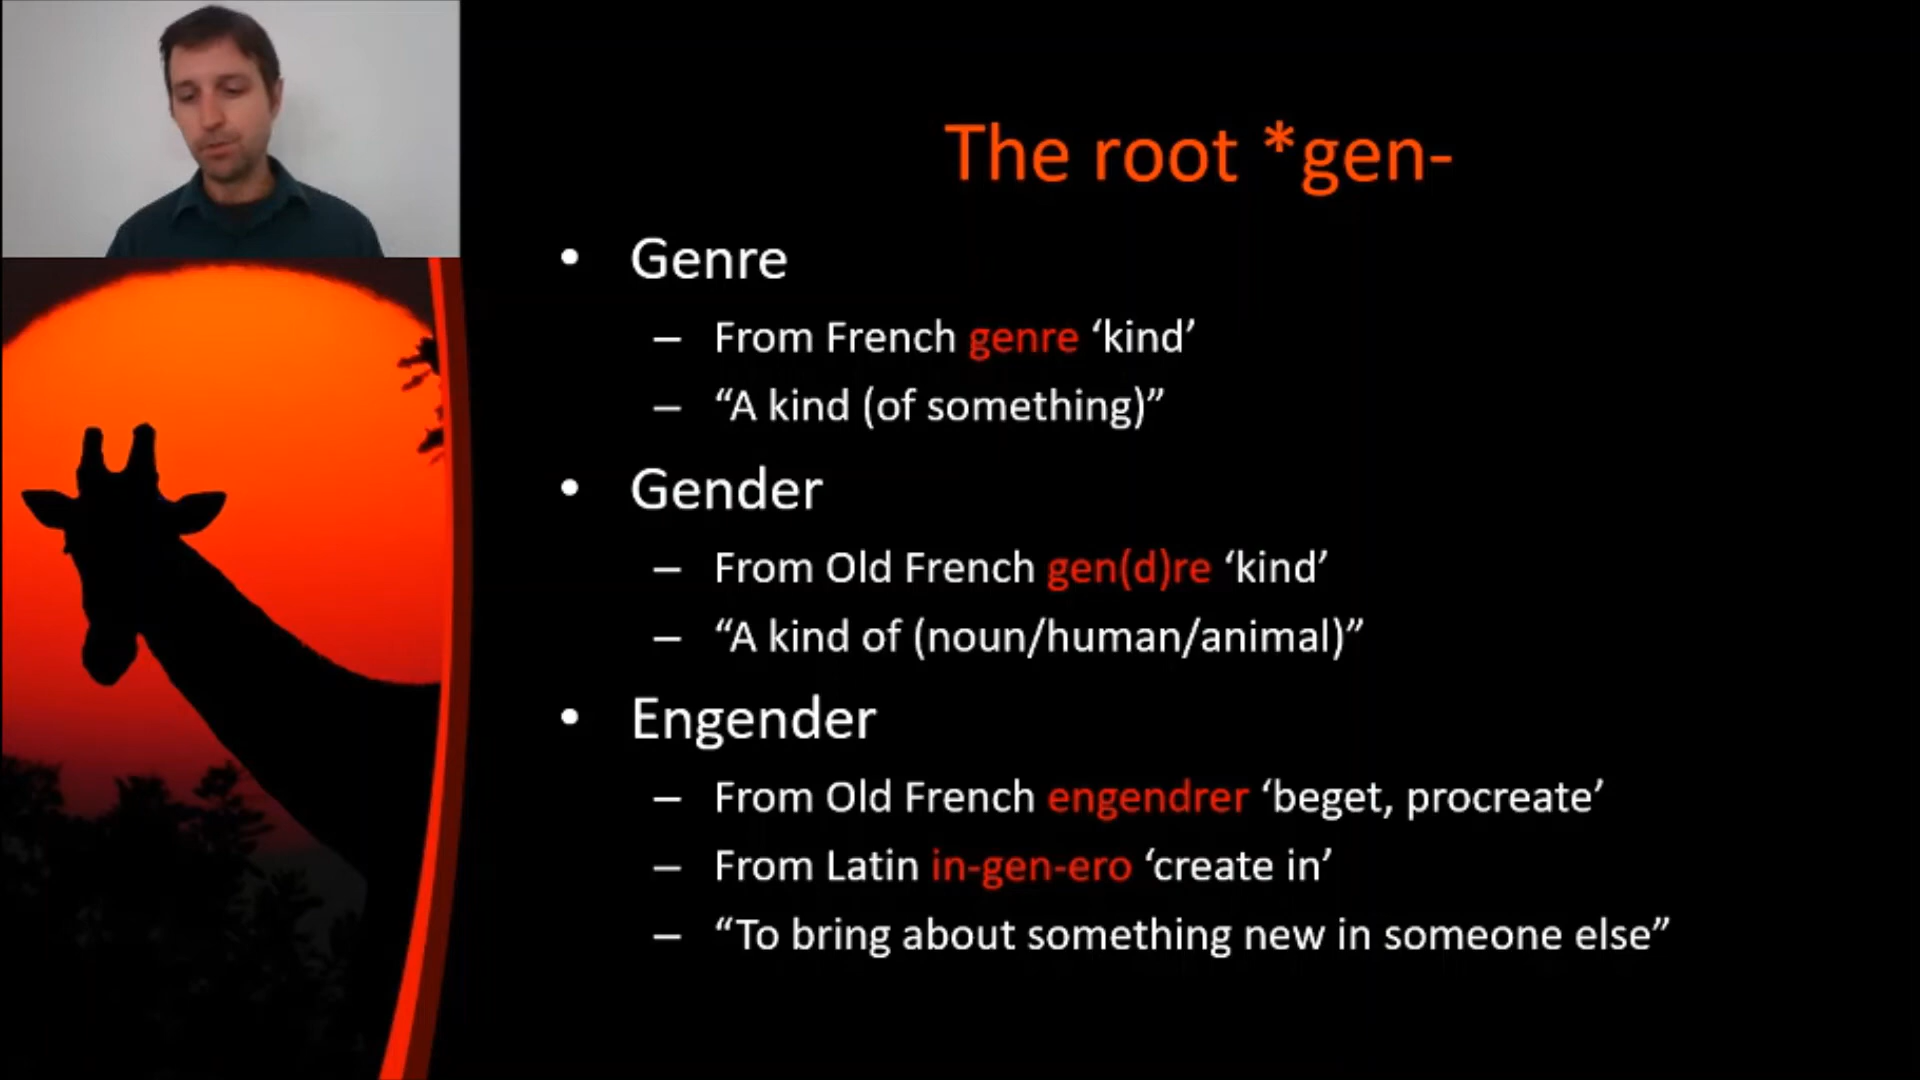 The root *gen-
• Genre
– From French genre ‘kind’
– “A kind (of something)”
• Gender
– From Old French gen(d)re ‘kind’
– “A kind of (noun/human/animal)”
• Engender
– From Old French engendrer ‘beget, procreate’
– From Latin in-gen-ero ‘create in’
– “To bring about something new in someone else”